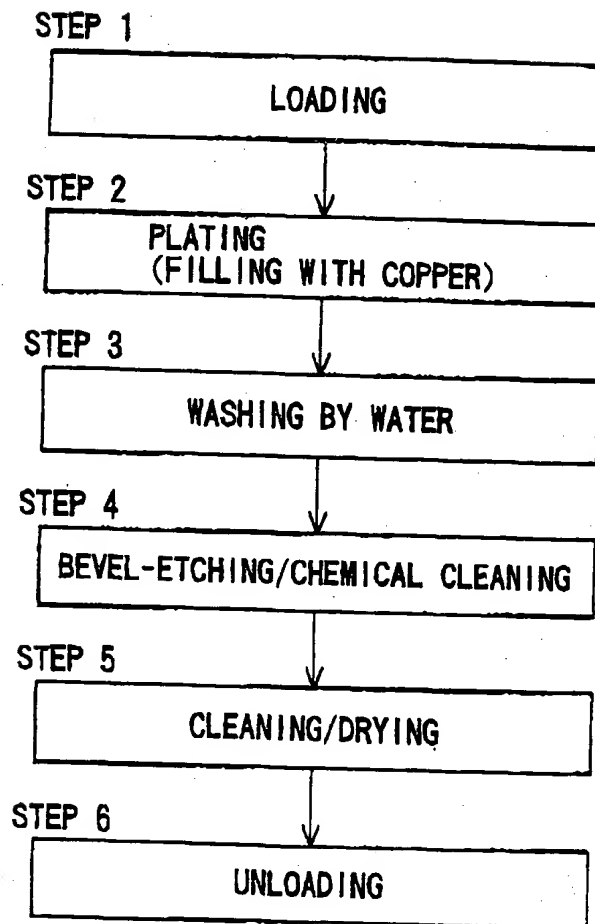 STEP 1
LOADING
STEP 2
PLATING
(FILLING WITH COPPER)
STEP 3
WASHING BY WATER
STEP 4
BEVEL-ETCHING/CHEMICAL CLEANING
STEP 5
CLEANING/DRYING
STEP 6
UNLOADING